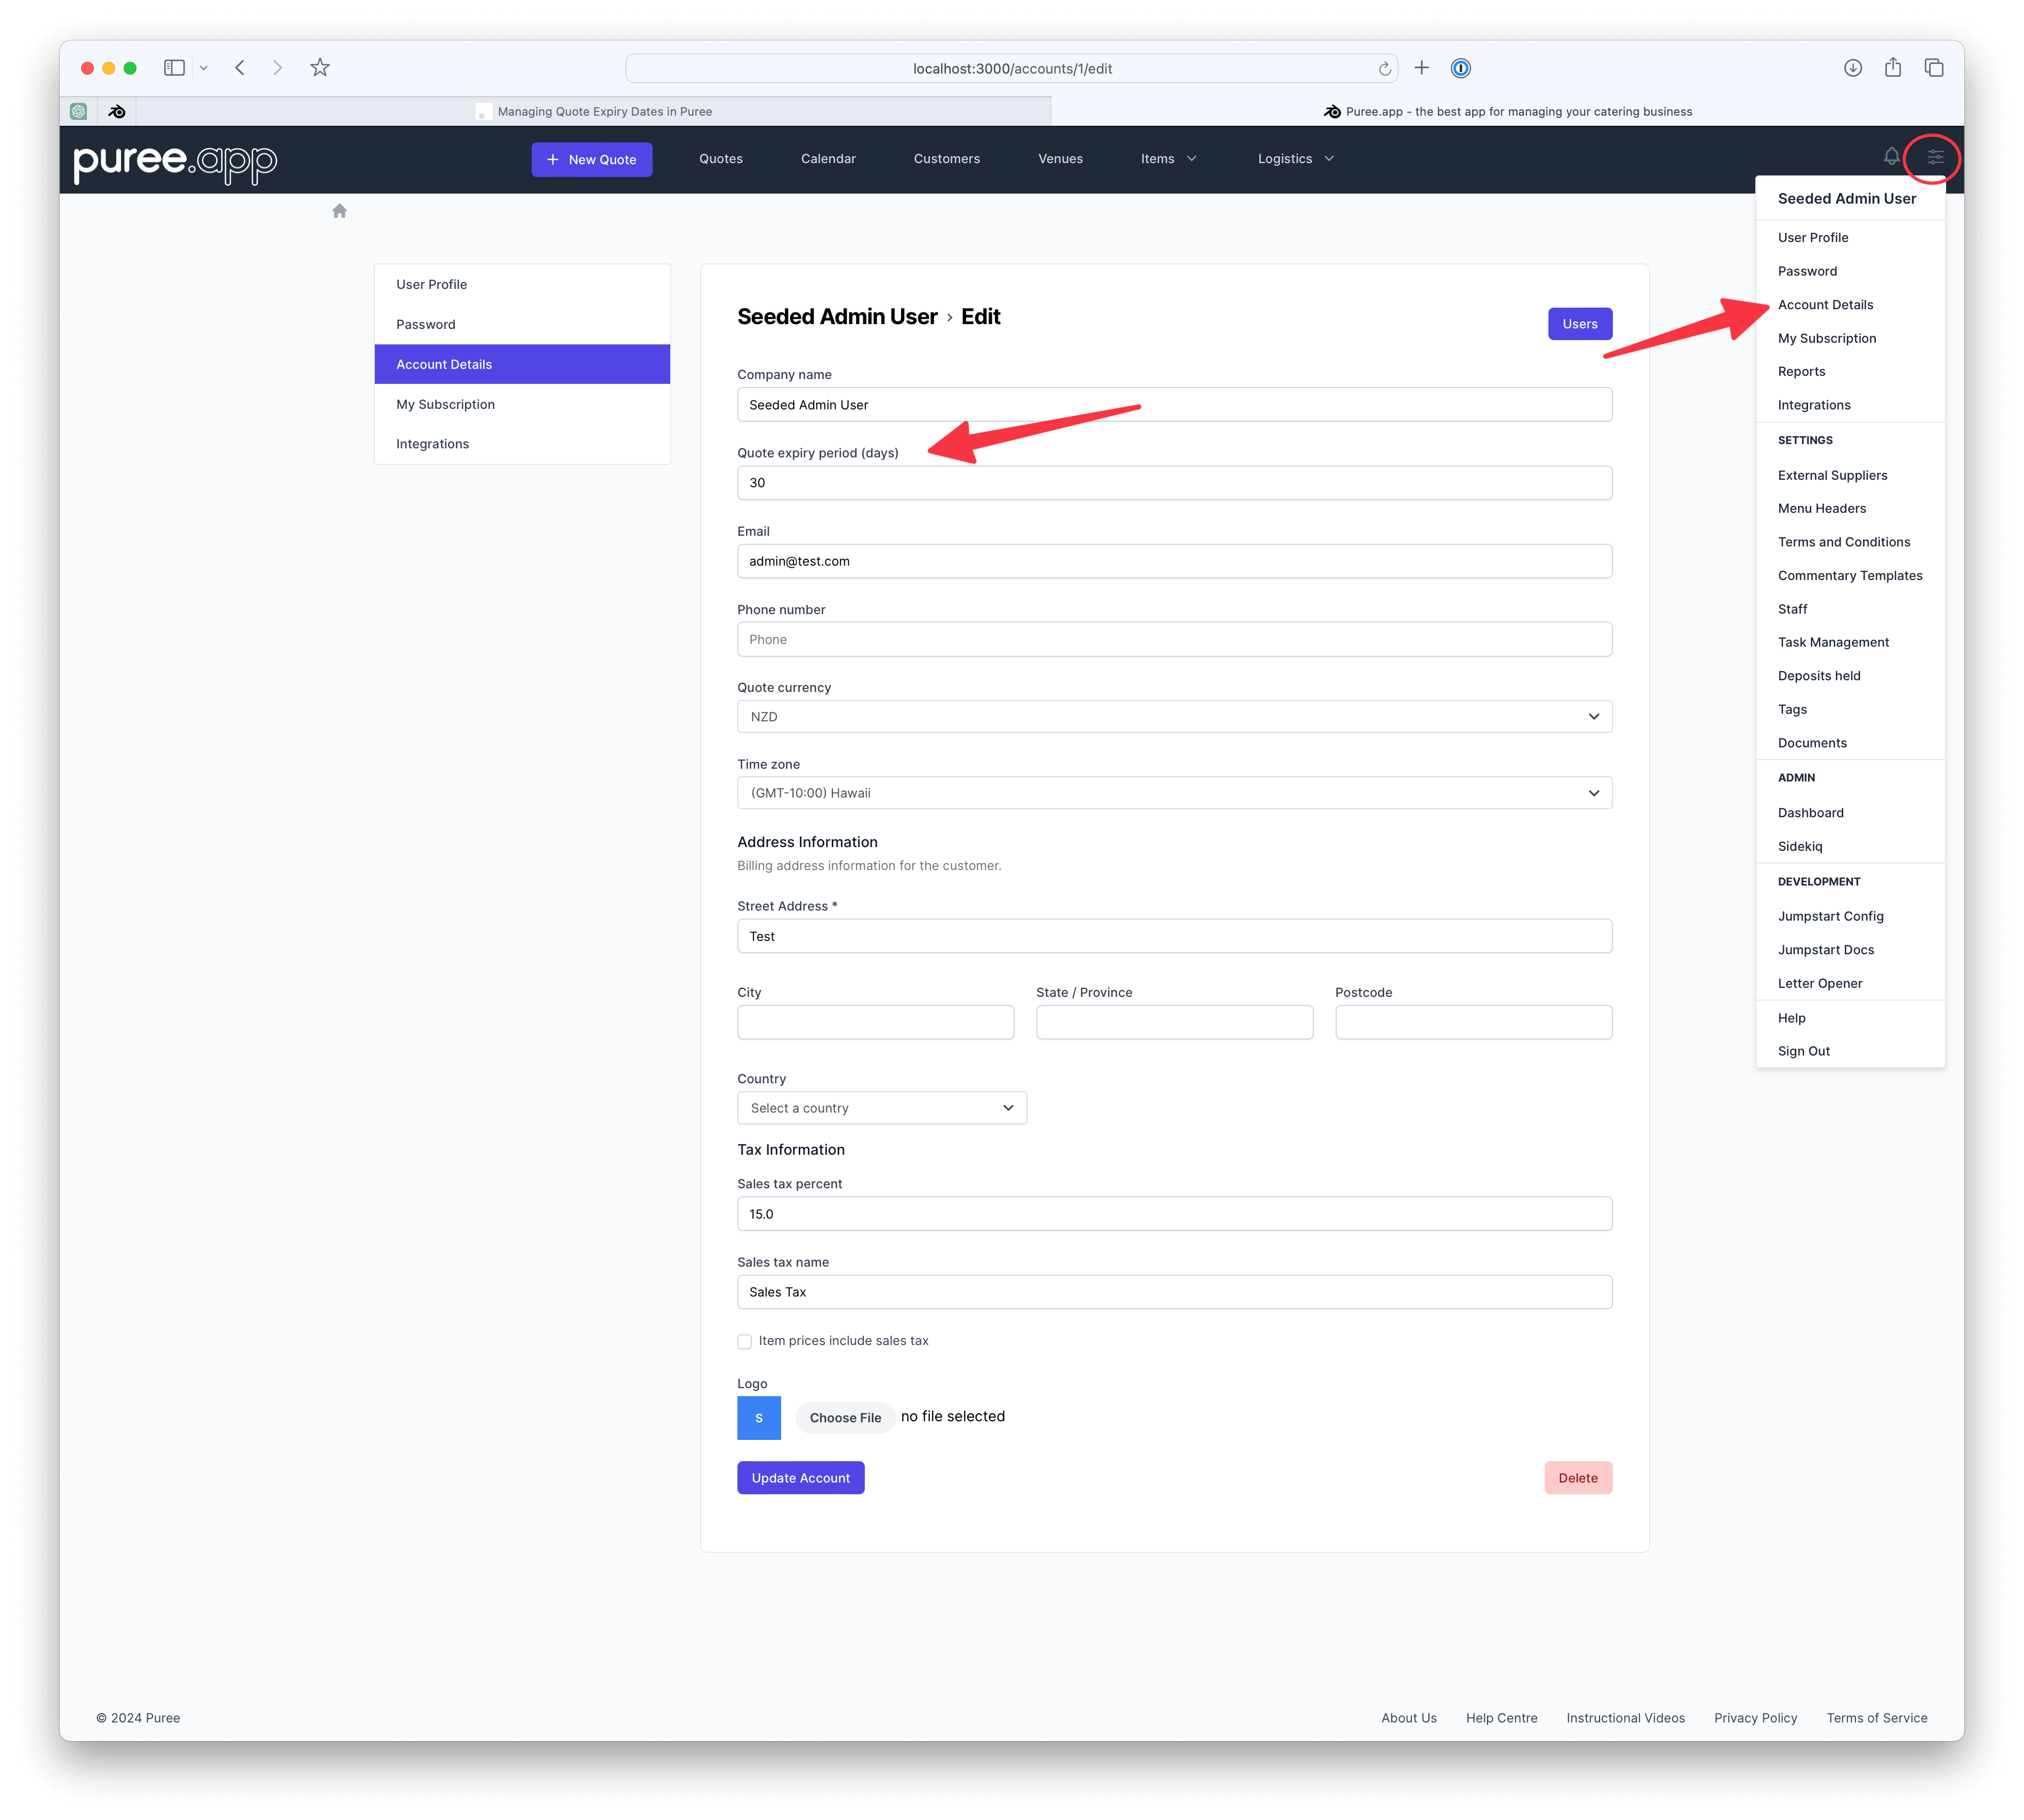 localhost:3000/accounts/1/edit
Managing Quote Expiry Dates in Puree
Puree.app - the best app for managing your catering business
puree.app
+ New Quote
Quotes
Calendar
Customers
Venues
Items
Logistics
User Profile
Password
Account Details
My Subscription
Integrations
Seeded Admin User › Edit
Users
Company name
Seeded Admin User
Quote expiry period (days)
30
Email
admin@test.com
Phone number
Phone
Quote currency
NZD
Time zone
(GMT-10:00) Hawaii
Address Information
Billing address information for the customer.
Street Address *
Test
City
State / Province
Postcode
Country
Select a country
Tax Information
Sales tax percent
15.0
Sales tax name
Sales Tax
Item prices include sales tax
Logo
S
Choose File
no file selected
Update Account
Delete
Seeded Admin User
User Profile
Password
Account Details
My Subscription
Reports
Integrations
SETTINGS
External Suppliers
Menu Headers
Terms and Conditions
Commentary Templates
Staff
Task Management
Deposits held
Tags
Documents
ADMIN
Dashboard
Sidekiq
DEVELOPMENT
Jumpstart Config
Jumpstart Docs
Letter Opener
Help
Sign Out
© 2024 Puree
About Us
Help Centre
Instructional Videos
Privacy Policy
Terms of Service